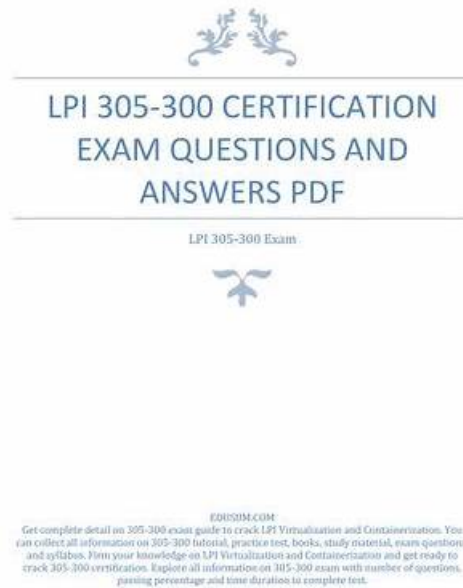 LPI 305-300 CERTIFICATION
EXAM QUESTIONS AND
ANSWERS PDF
LPI 305-300 Exam
EDUSUM.COM
Get complete detail on 305-300 exam guide to crack LPI Virtualization and Containerization. You
can collect all information on 305-300 tutorial, practice test, books, study material, exam questions,
and syllabus. Firm your knowledge on LPI Virtualization and Containerization and get ready to
crack 305-300 certification. Explore all information on 305-300 exam with number of questions,
passing percentage and time duration to complete test.